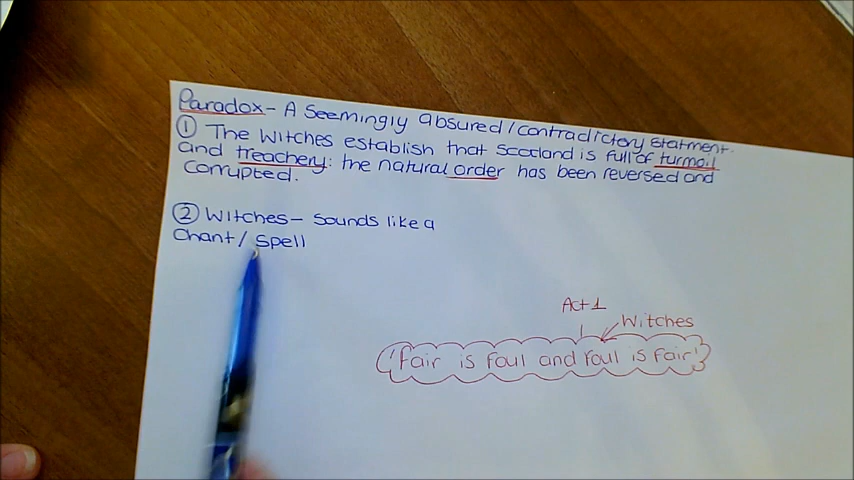 Paradox - A Seemingly absured / contradictory statment.
① The Witches establish that Scotland is full of turmoil
and treachery: the natural order has been reversed and
corrupted.
② Witches - sounds like a
Chant / spell
Act 1
Witches
'fair is foul and foul is fair'